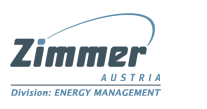 Zimmer
AUSTRIA
Division: ENERGY MANAGEMENT